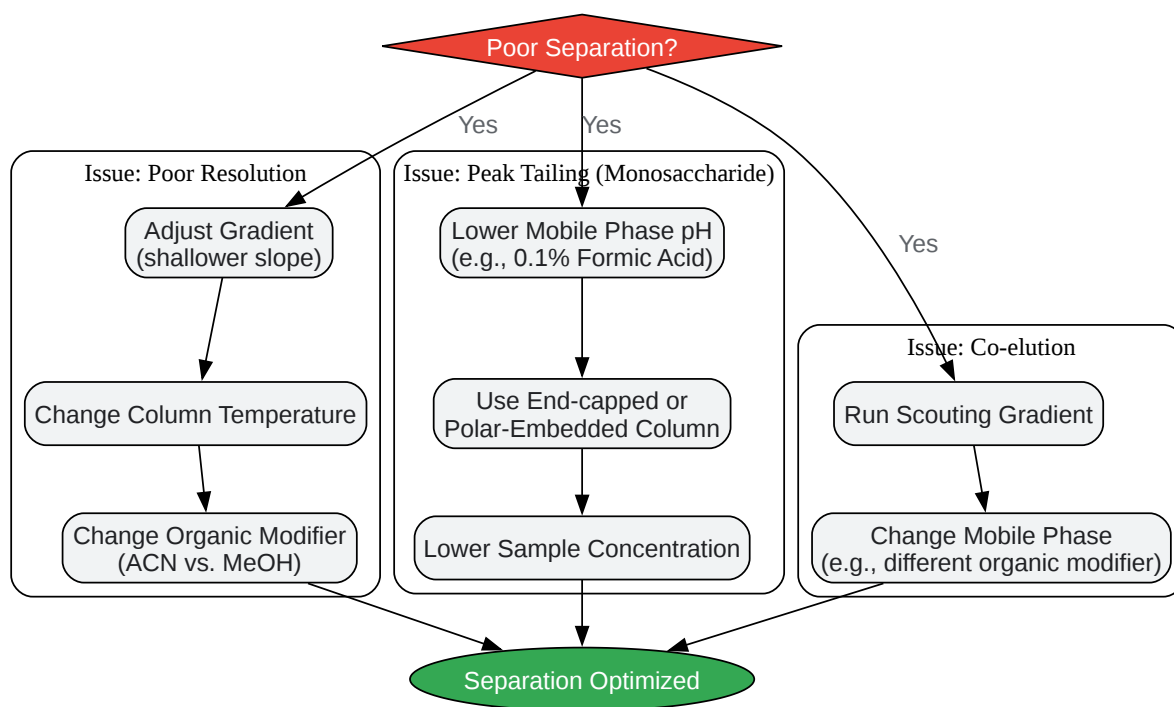 Poor Separation?
Yes
Yes
Yes
Issue: Poor Resolution
Adjust Gradient
(shallower slope)
Change Column Temperature
Change Organic Modifier
(ACN vs. MeOH)
Issue: Peak Tailing (Monosaccharide)
Lower Mobile Phase pH
(e.g., 0.1% Formic Acid)
Use End-capped or
Polar-Embedded Column
Lower Sample Concentration
Issue: Co-elution
Run Scouting Gradient
Change Mobile Phase
(e.g., different organic modifier)
Separation Optimized